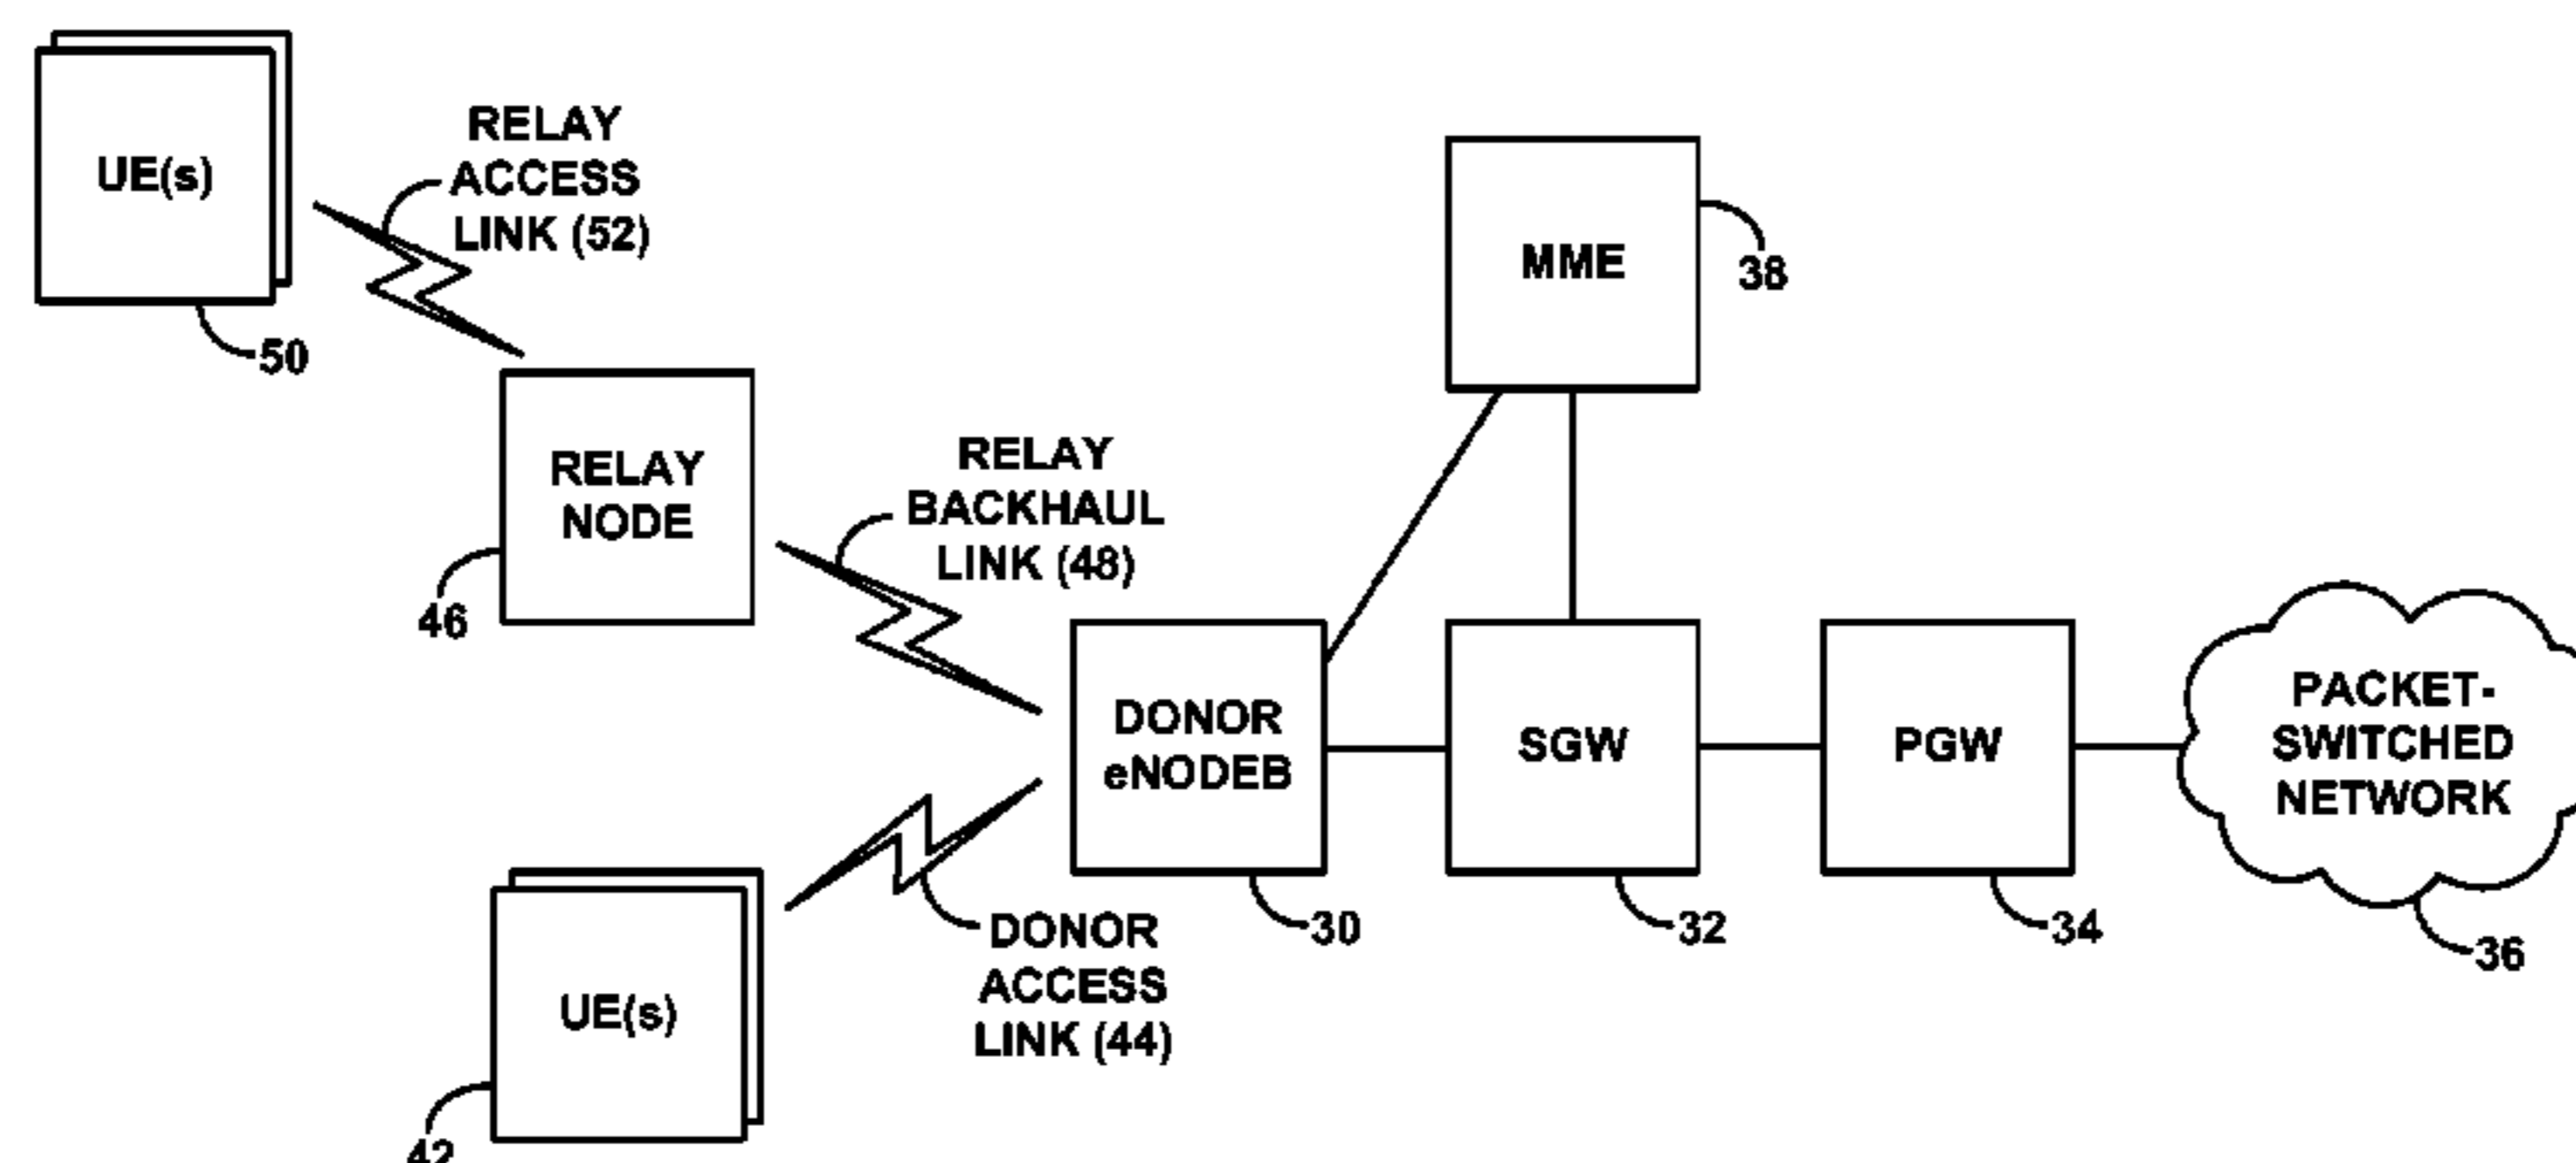 UE(s)
50
RELAY
ACCESS
LINK (52)
RELAY
NODE
46
RELAY
BACKHAUL
LINK (48)
MME
38
DONOR
eNODEB
30
SGW
32
PGW
34
PACKET-
SWITCHED
NETWORK
36
UE(s)
42
DONOR
ACCESS
LINK (44)